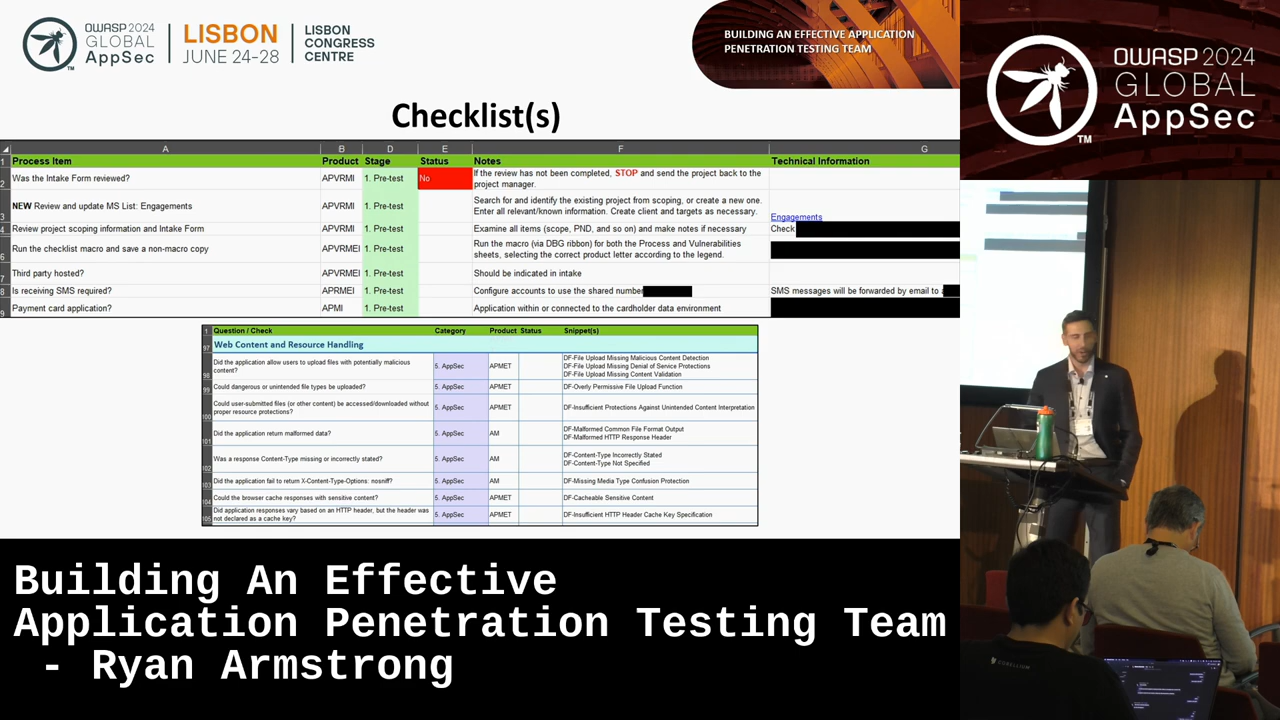 OWASP 2024
GLOBAL
AppSec
TM
LISBON
JUNE 24-28
LISBON
CONGRESS
CENTRE
BUILDING AN EFFECTIVE APPLICATION
PENETRATION TESTING TEAM
OWASP 2024
GLOBAL
AppSec
TM
Checklist(s)
A B D E F G
1 Process Item Product Stage Status Notes Technical Information
2 Was the Intake Form reviewed? APVRMI 1. Pre-test No If the review has not been completed, STOP and send the project back to the
project manager.
3 NEW Review and update MS List: Engagements APVRMI 1. Pre-test Search for and identify the existing project from scoping, or create a new one.
Enter all relevant/known information. Create client and targets as necessary.
Engagements
4 Review project scoping information and Intake Form APVRMI 1. Pre-test Examine all items (scope, PND, and so on) and make notes if necessary Check
6 Run the checklist macro and save a non-macro copy APVRMEI 1. Pre-test Run the macro (via DBG ribbon) for both the Process and Vulnerabilities
sheets, selecting the correct product letter according to the legend.
7 Third party hosted? APVRMEI 1. Pre-test Should be indicated in intake
8 Is receiving SMS required? APRMEI 1. Pre-test Configure accounts to use the shared number SMS messages will be forwarded by email to
9 Payment card application? APMI 1. Pre-test Application within or connected to the cardholder data environment
1 Question / Check Category Product Status Snippet(s)
97 Web Content and Resource Handling
Did the application allow users to upload files with potentially malicious
content?
98 5. AppSec APMET DF-File Upload Missing Malicious Content Detection
DF-File Upload Missing Denial of Service Protections
DF-File Upload Missing Content Validation
99 Could dangerous or unintended file types be uploaded? 5. AppSec APMET DF-Overly Permissive File Upload Function
100 Could user-submitted files (or other content) be accessed/downloaded without
proper resource protections? 5. AppSec APMET DF-Insufficient Protections Against Unintended Content Interpretation
101 Did the application return malformed data? 5. AppSec AM DF-Malformed Common File Format Output
DF-Malformed HTTP Response Header
102 Was a response Content-Type missing or incorrectly stated? 5. AppSec AM DF-Content-Type Incorrectly Stated
DF-Content-Type Not Specified
103 Did the application fail to return X-Content-Type-Options: nosniff? 5. AppSec AM DF-Missing Media Type Confusion Protection
104 Could the browser cache responses with sensitive content? 5. AppSec APMET DF-Cacheable Sensitive Content
105 Did application responses vary based on an HTTP header, but the header was
not declared as a cache key? 5. AppSec APMET DF-Insufficient HTTP Header Cache Key Specification
CORELLIUM
Building An Effective
Application Penetration Testing Team
- Ryan Armstrong